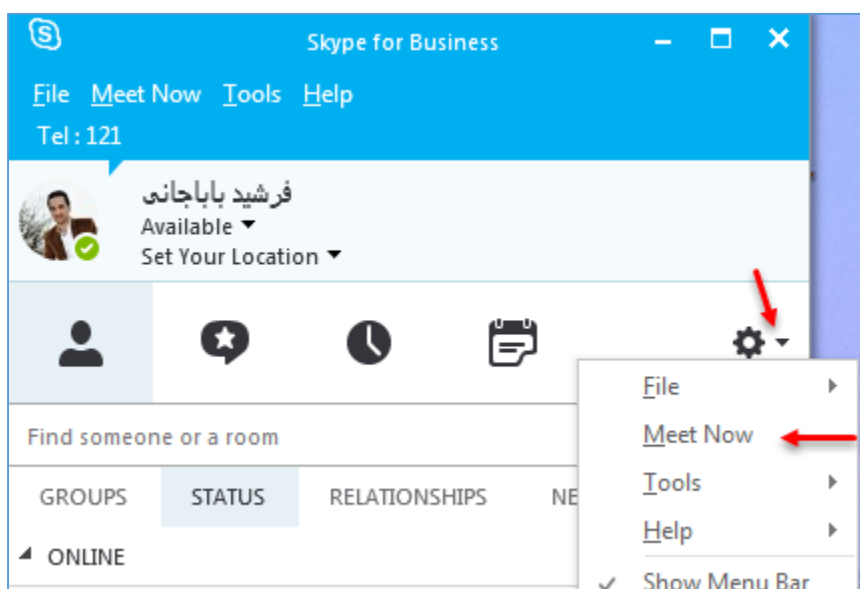 Skype for Business
File Meet Now Tools Help
Tel : 121
فرشید باباجانی
Available
Set Your Location
File
Meet Now
Tools
Help
Show Menu Bar
Find someone or a room
GROUPS STATUS RELATIONSHIPS NE
ONLINE